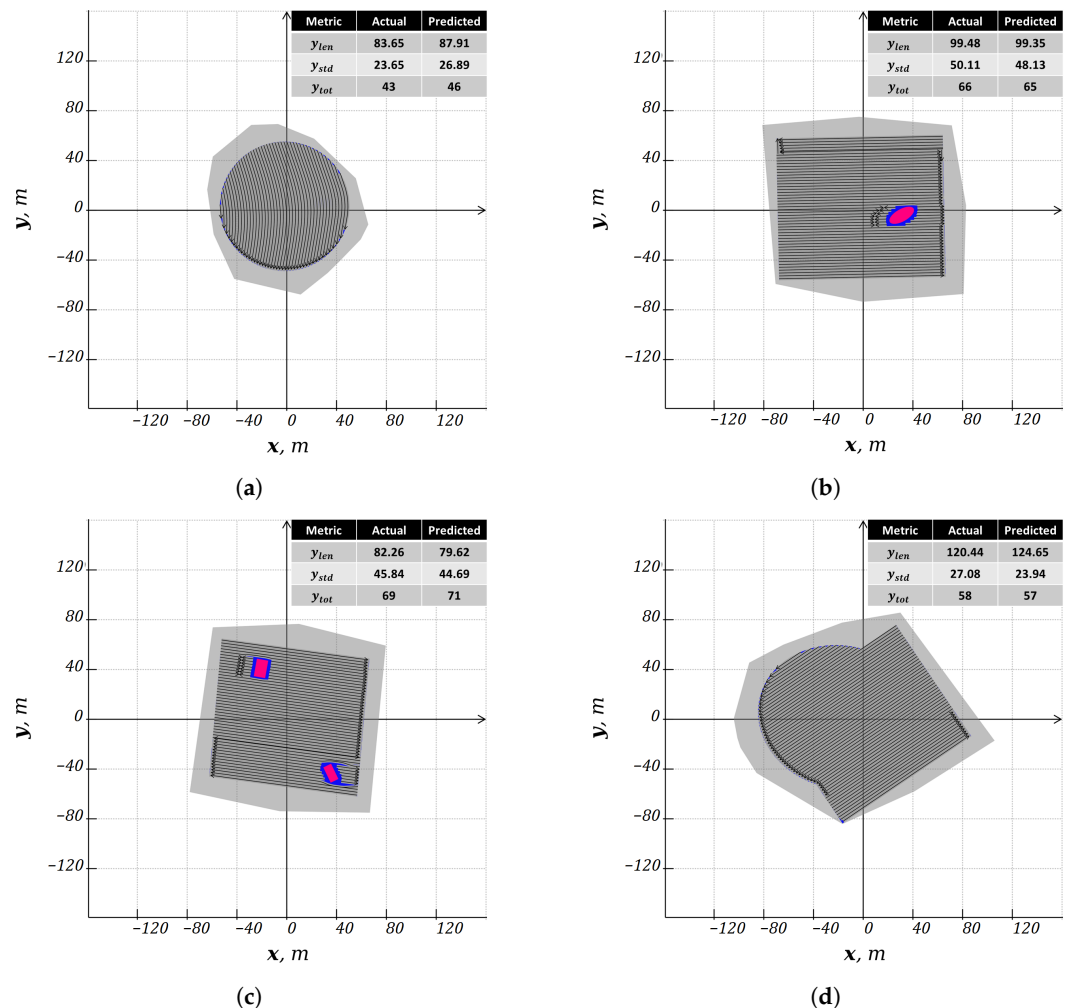 Metric Actual Predicted
y_len 83.65 87.91
y_std 23.65 26.89
y_tot 43 46
120
80
40
0
−40
−80
−120
y, m
−120 −80 −40 0 40 80 120
x, m
(a)
Metric Actual Predicted
y_len 99.48 99.35
y_std 50.11 48.13
y_tot 66 65
120
80
40
0
−40
−80
−120
y, m
−120 −80 −40 0 40 80 120
x, m
(b)
Metric Actual Predicted
y_len 82.26 79.62
y_std 45.84 44.69
y_tot 69 71
120
80
40
0
−40
−80
−120
y, m
−120 −80 −40 0 40 80 120
x, m
(c)
Metric Actual Predicted
y_len 120.44 124.65
y_std 27.08 23.94
y_tot 58 57
120
80
40
0
−40
−80
−120
y, m
−120 −80 −40 0 40 80 120
x, m
(d)